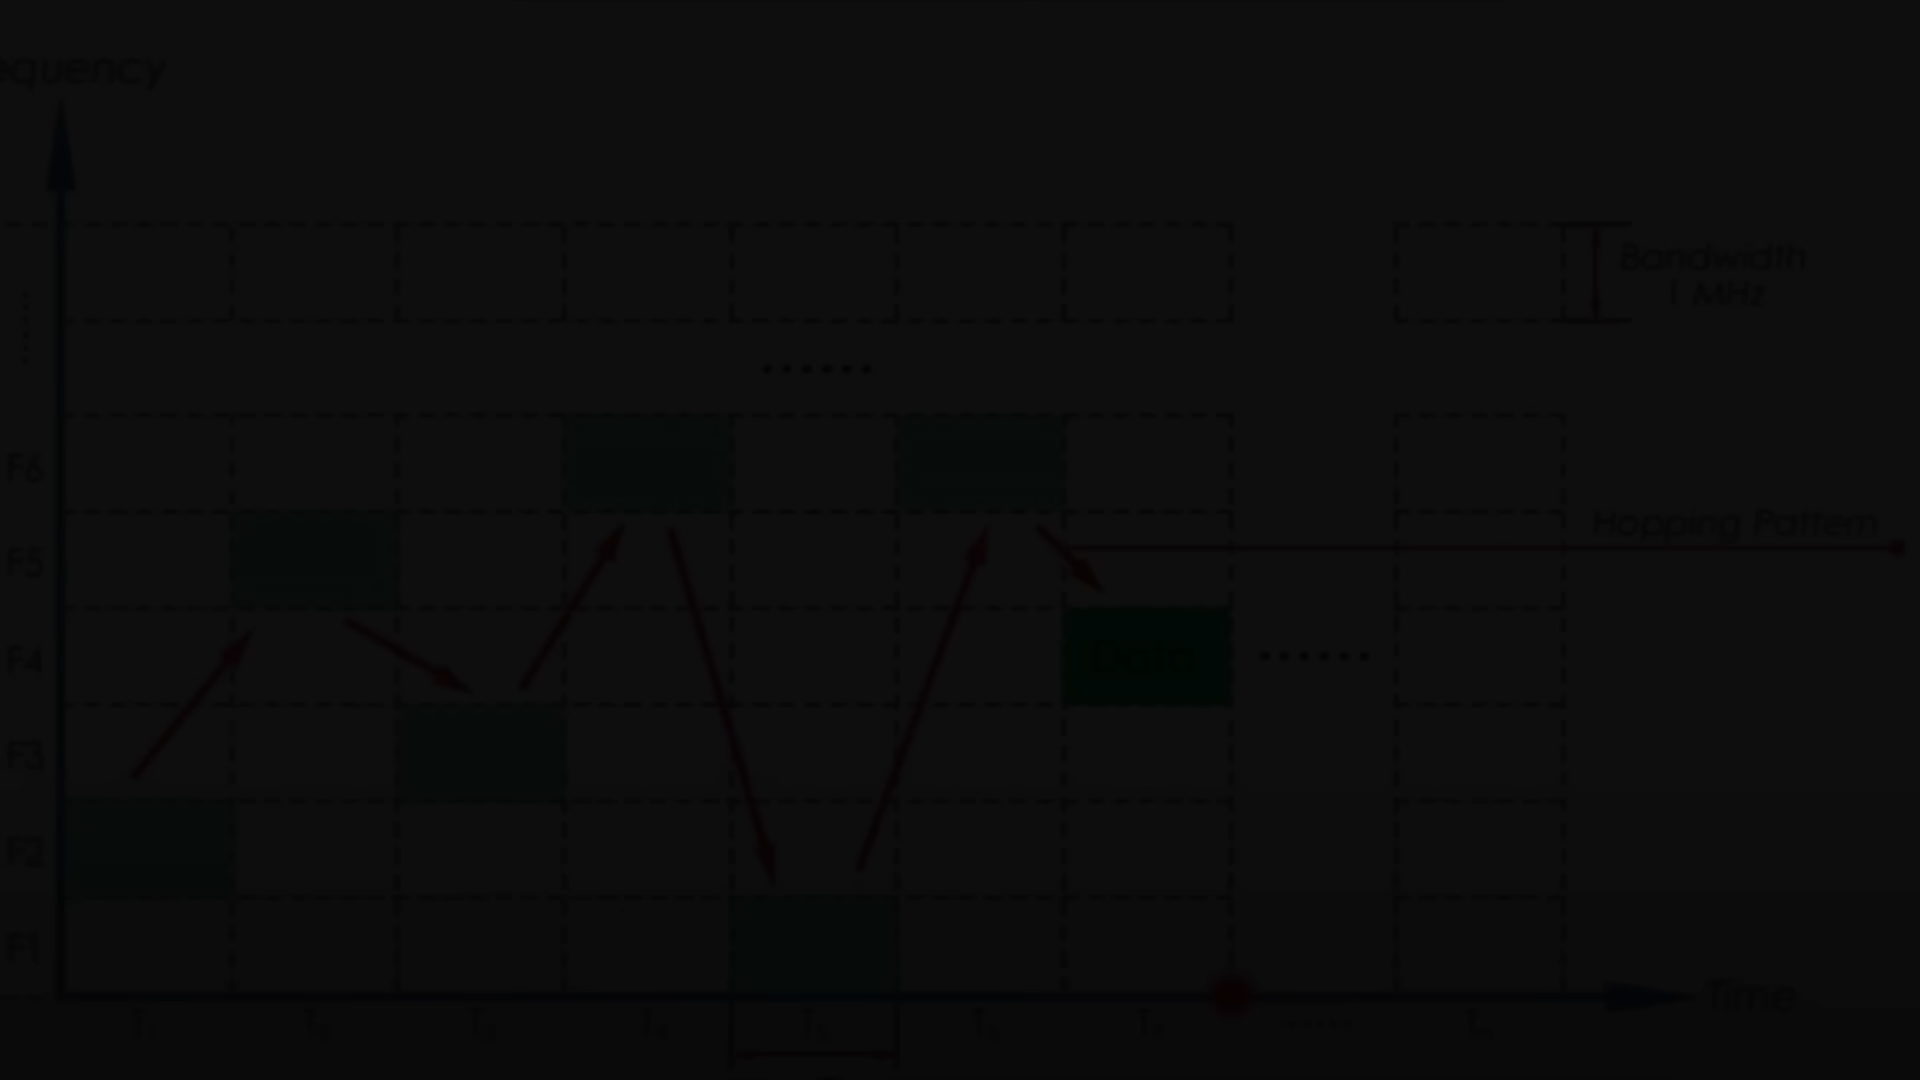 equency
Bandwidth
1 MHz
F6
Hopping Pattern
F5
F4
Data
F3
F2
F1
Time